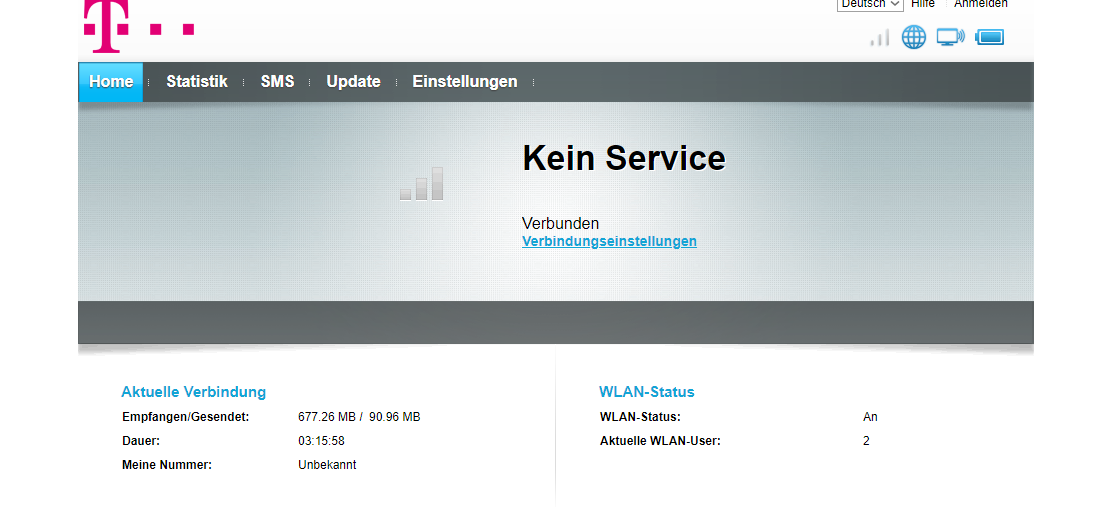 Deutsch Hilfe Anmelden
Home Statistik SMS Update Einstellungen
Kein Service
Verbunden
Verbindungseinstellungen
Aktuelle Verbindung
Empfangen/Gesendet: 677.26 MB / 90.96 MB
Dauer: 03:15:58
Meine Nummer: Unbekannt
WLAN-Status
WLAN-Status: An
Aktuelle WLAN-User: 2